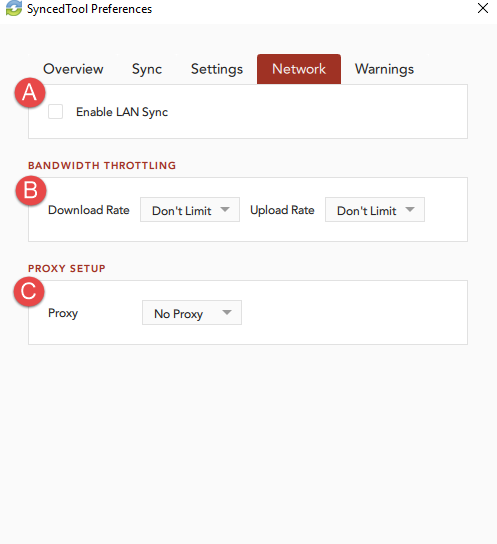 SyncedTool Preferences
Overview Sync Settings Network Warnings
A
Enable LAN Sync
BANDWIDTH THROTTLING
B
Download Rate Don't Limit Upload Rate Don't Limit
PROXY SETUP
C
Proxy No Proxy